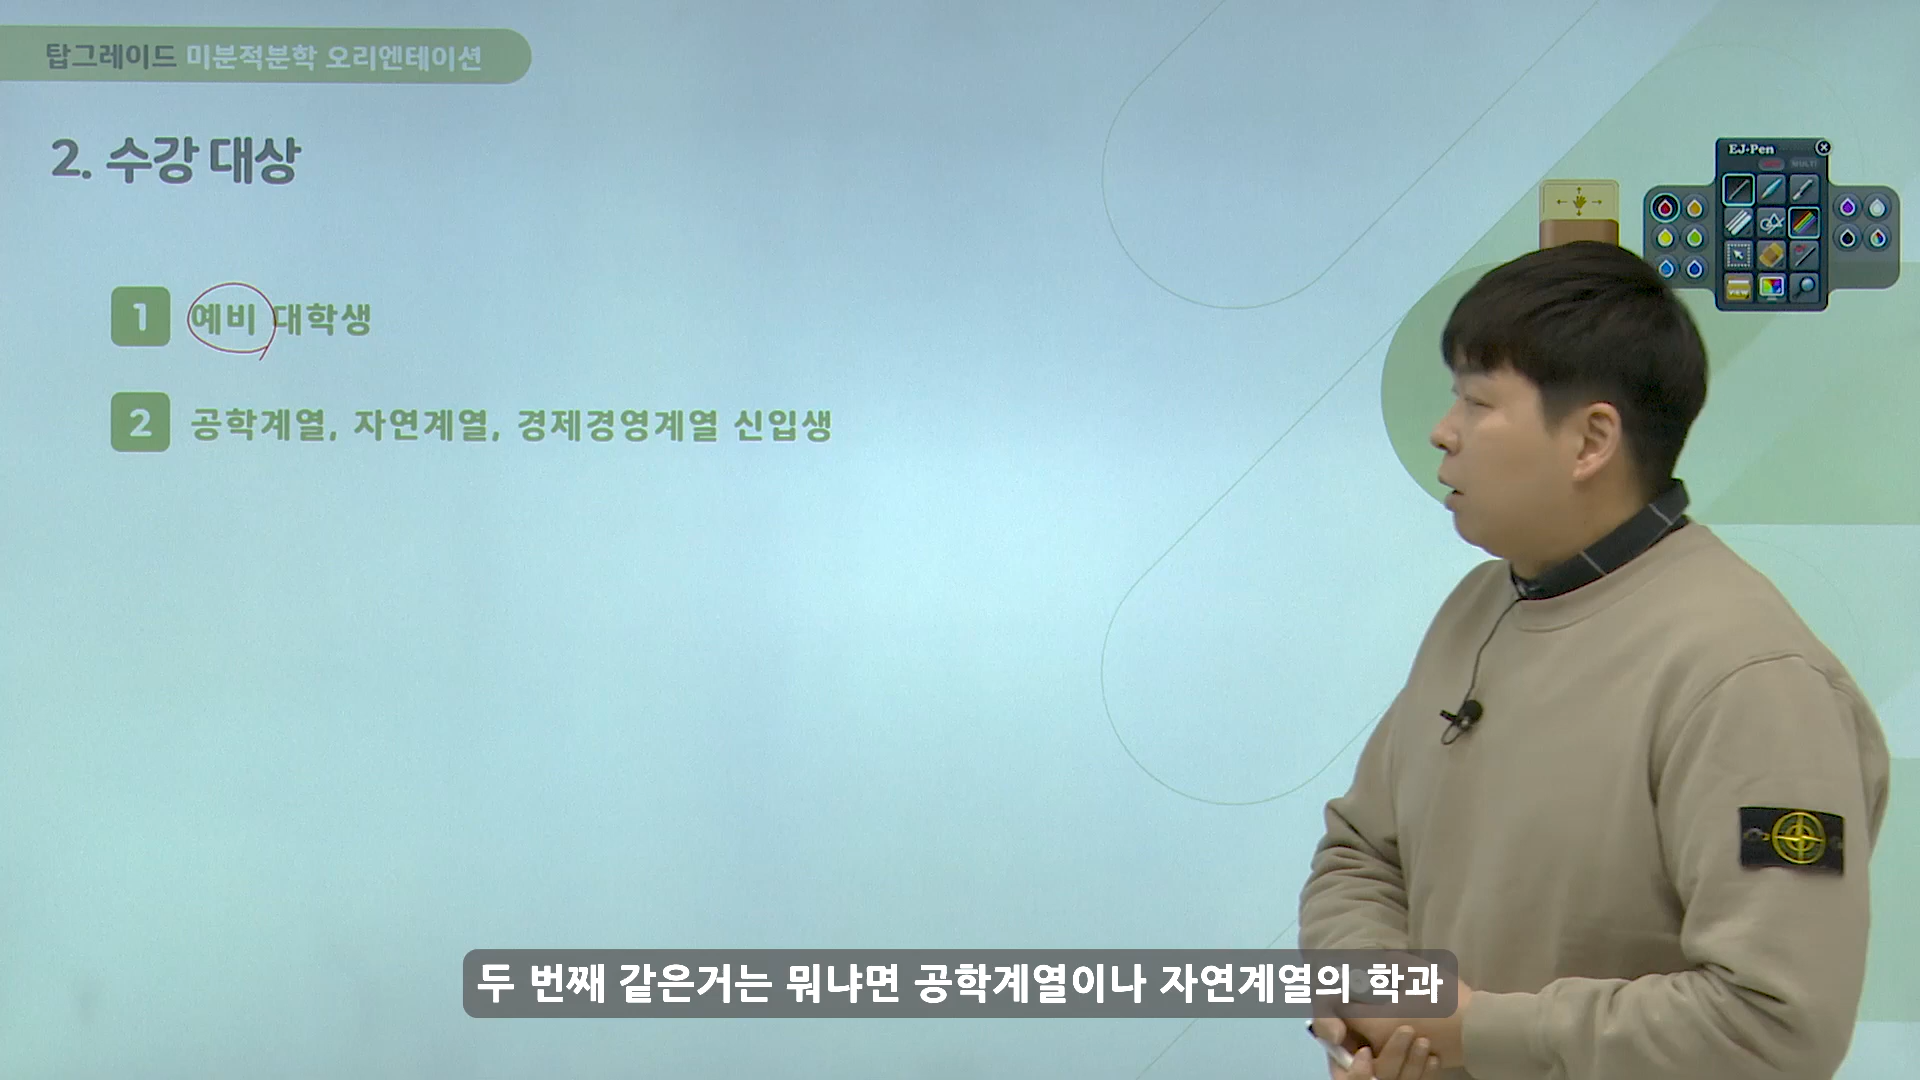 탑그레이드 미분적분학 오리엔테이션
2. 수강 대상
EJ-Pen
MULTI
VIEW
1 예비 대학생
2 공학계열, 자연계열, 경제경영계열 신입생
두 번째 같은거는 뭐냐면 공학계열이나 자연계열의 학과